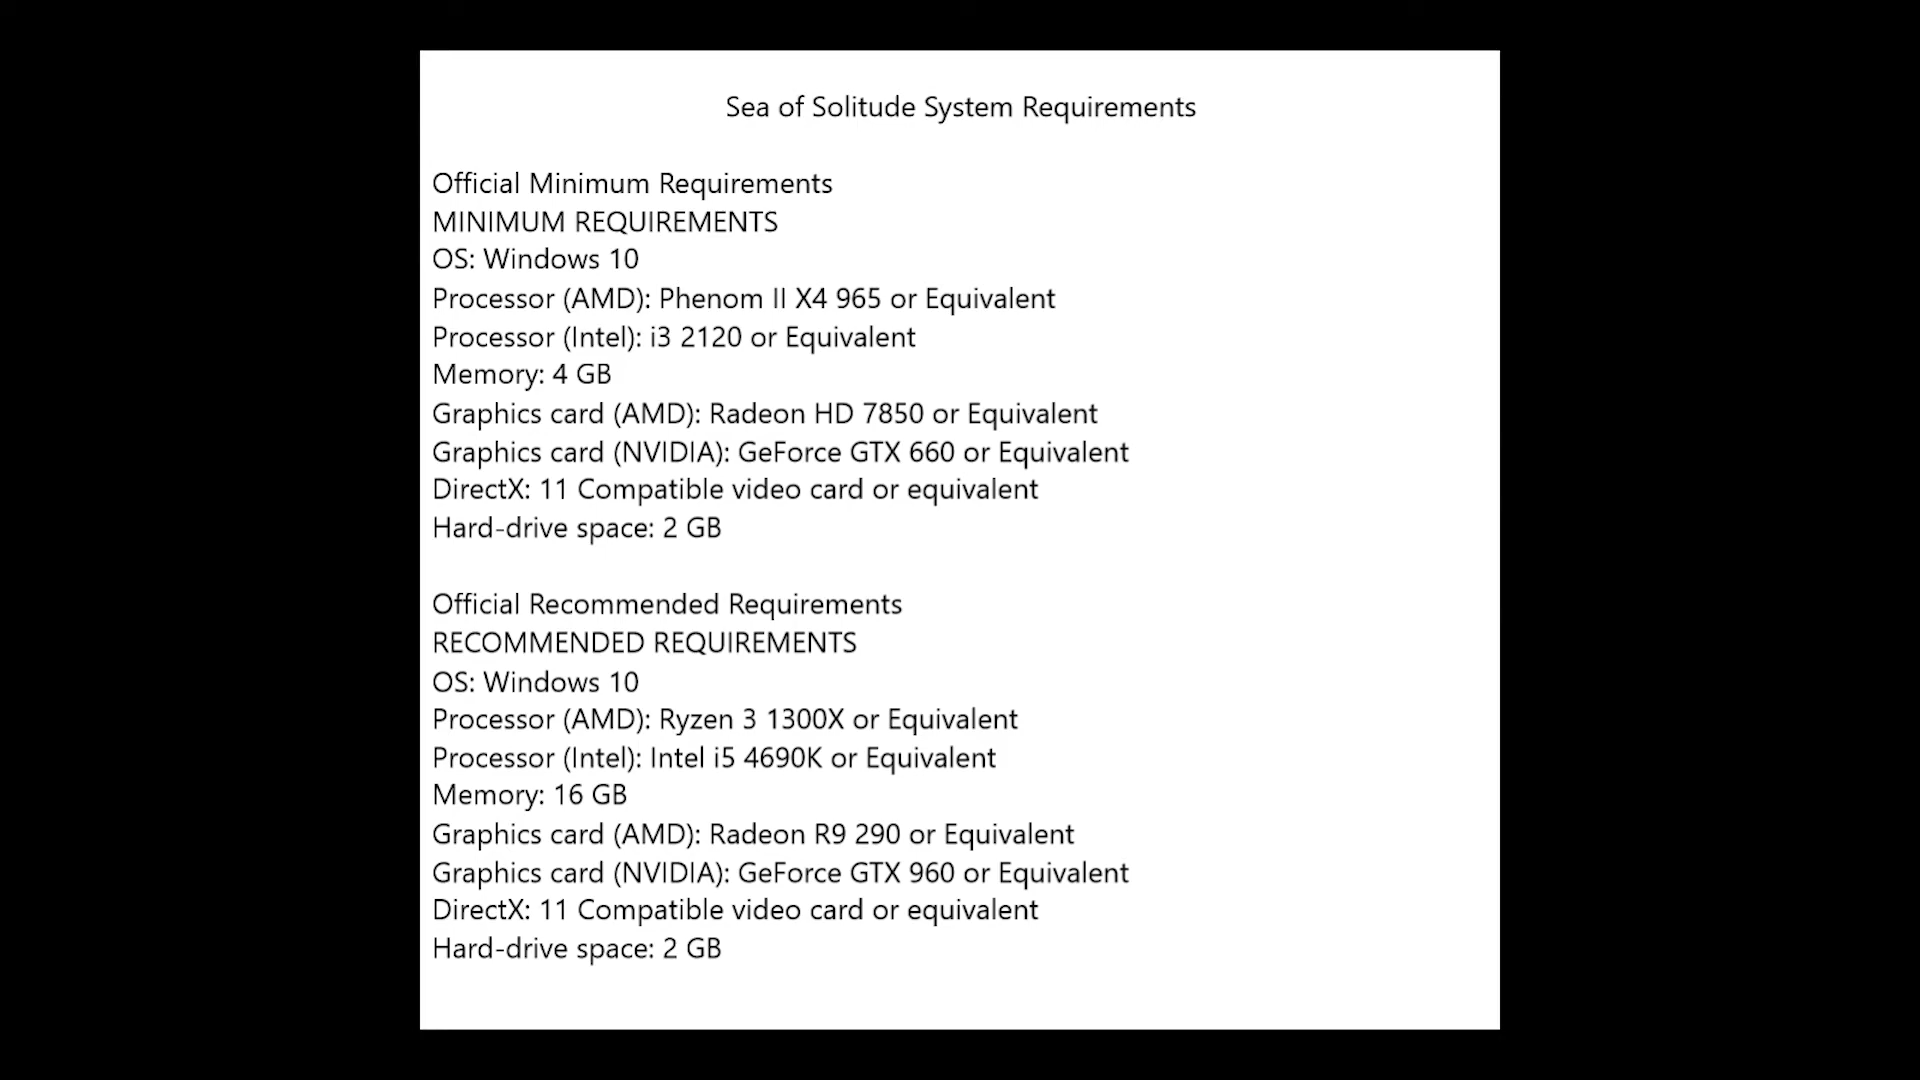 Sea of Solitude System Requirements
Official Minimum Requirements
MINIMUM REQUIREMENTS
OS: Windows 10
Processor (AMD): Phenom II X4 965 or Equivalent
Processor (Intel): i3 2120 or Equivalent
Memory: 4 GB
Graphics card (AMD): Radeon HD 7850 or Equivalent
Graphics card (NVIDIA): GeForce GTX 660 or Equivalent
DirectX: 11 Compatible video card or equivalent
Hard-drive space: 2 GB
Official Recommended Requirements
RECOMMENDED REQUIREMENTS
OS: Windows 10
Processor (AMD): Ryzen 3 1300X or Equivalent
Processor (Intel): Intel i5 4690K or Equivalent
Memory: 16 GB
Graphics card (AMD): Radeon R9 290 or Equivalent
Graphics card (NVIDIA): GeForce GTX 960 or Equivalent
DirectX: 11 Compatible video card or equivalent
Hard-drive space: 2 GB